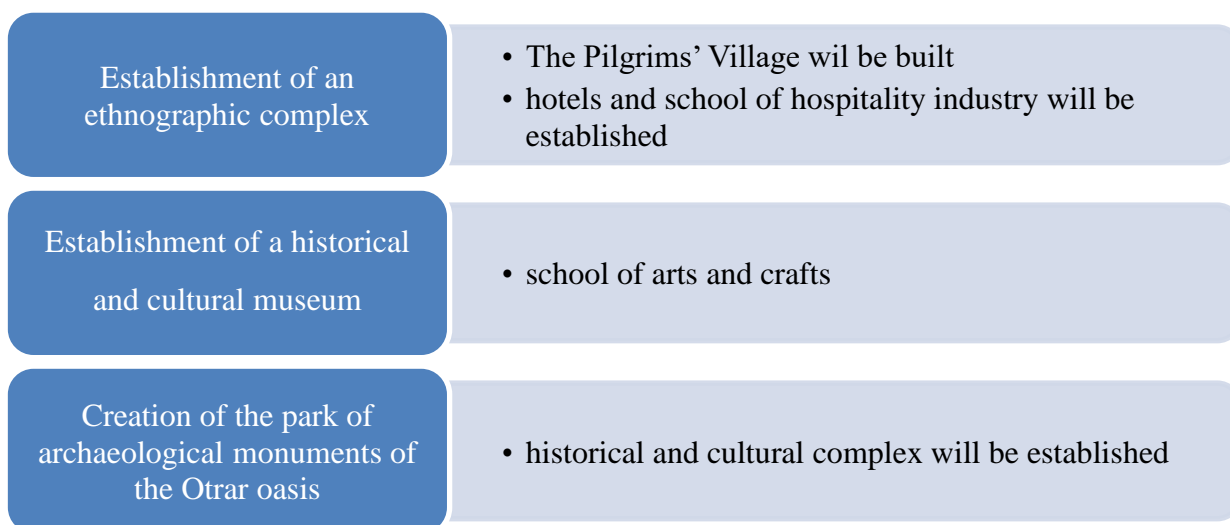 Establishment of an
ethnographic complex
• The Pilgrims’ Village wil be built
• hotels and school of hospitality industry will be
established
Establishment of a historical
and cultural museum
• school of arts and crafts
Creation of the park of
archaeological monuments of
the Otrar oasis
• historical and cultural complex will be established